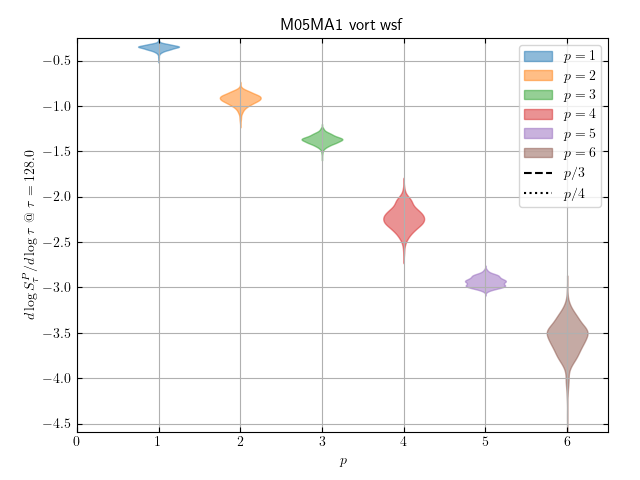 M05MA1 vort wsf
d log S_τ^P / d log τ @ τ = 128.0
−0.5
−1.0
−1.5
−2.0
−2.5
−3.0
−3.5
−4.0
−4.5
0 1 2 3 4 5 6
p
p = 1
p = 2
p = 3
p = 4
p = 5
p = 6
p/3
p/4